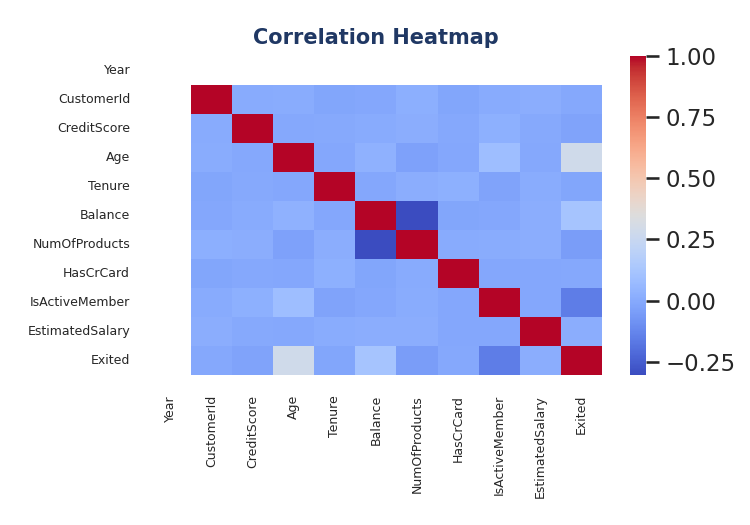 Correlation Heatmap
Year
CustomerId
CreditScore
Age
Tenure
Balance
NumOfProducts
HasCrCard
IsActiveMember
EstimatedSalary
Exited
1.00
0.75
0.50
0.25
0.00
−0.25
Year
CustomerId
CreditScore
Age
Tenure
Balance
NumOfProducts
HasCrCard
IsActiveMember
EstimatedSalary
Exited